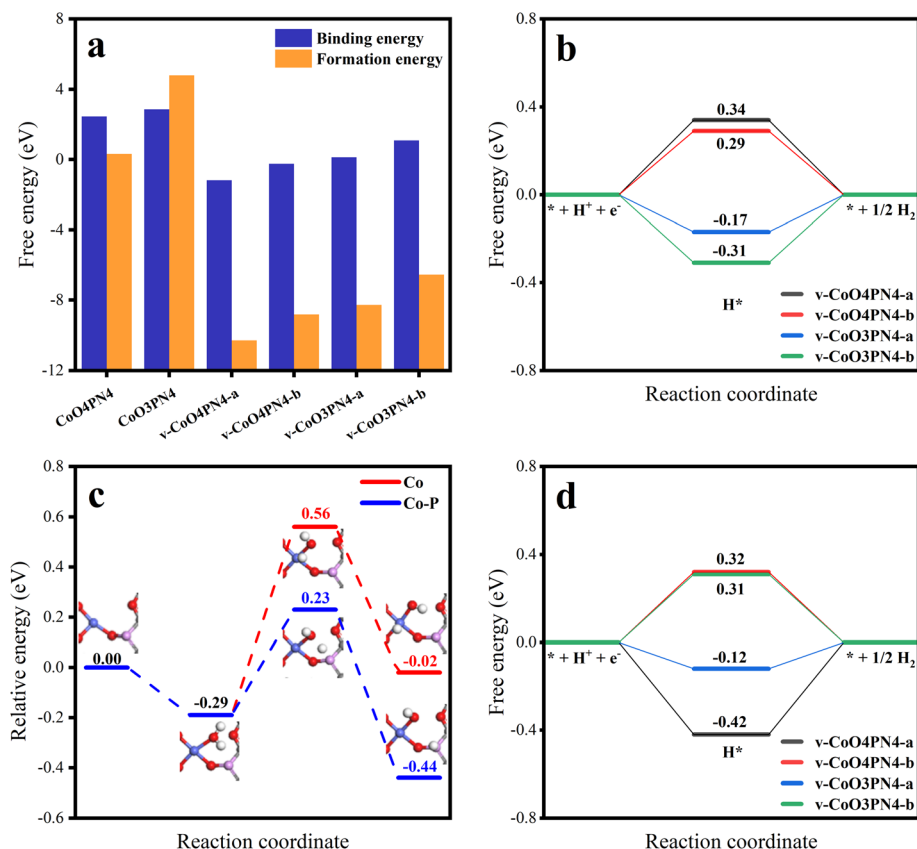 a
Binding energy
Formation energy
Free energy (eV)
8
4
0
-4
-8
-12
CoO4PN4
CoO3PN4
v-CoO4PN4-a
v-CoO4PN4-b
v-CoO3PN4-a
v-CoO3PN4-b
b
Free energy (eV)
0.8
0.4
0.0
-0.4
-0.8
0.34
0.29
* + H⁺ + e⁻
* + 1/2 H₂
-0.17
-0.31
H*
v-CoO4PN4-a
v-CoO4PN4-b
v-CoO3PN4-a
v-CoO3PN4-b
Reaction coordinate
c
Co
Co-P
Relative energy (eV)
0.8
0.6
0.4
0.2
0.0
-0.2
-0.4
-0.6
0.56
0.23
0.00
-0.02
-0.29
-0.44
Reaction coordinate
d
Free energy (eV)
0.8
0.4
0.0
-0.4
-0.8
0.32
0.31
* + H⁺ + e⁻
* + 1/2 H₂
-0.12
-0.42
H*
v-CoO4PN4-a
v-CoO4PN4-b
v-CoO3PN4-a
v-CoO3PN4-b
Reaction coordinate